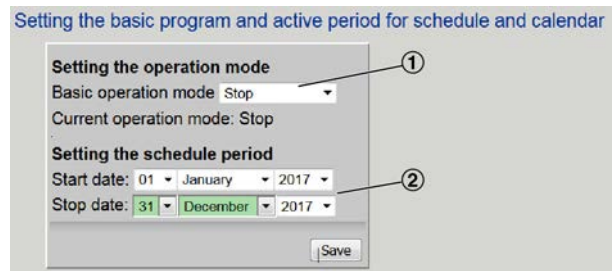 Setting the basic program and active period for schedule and calendar
Setting the operation mode
①
Basic operation mode Stop
Current operation mode: Stop
Setting the schedule period
Start date: 01 January 2017
②
Stop date: 31 December 2017
Save